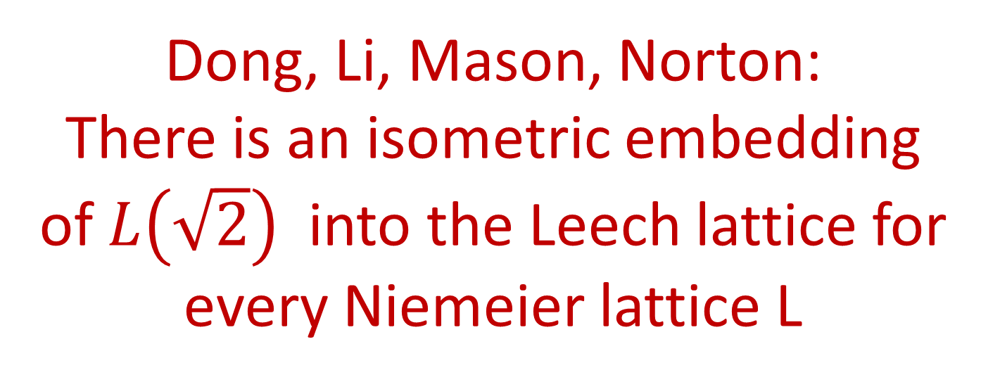 Dong, Li, Mason, Norton:
There is an isometric embedding
of L(√2) into the Leech lattice for
every Niemeier lattice L